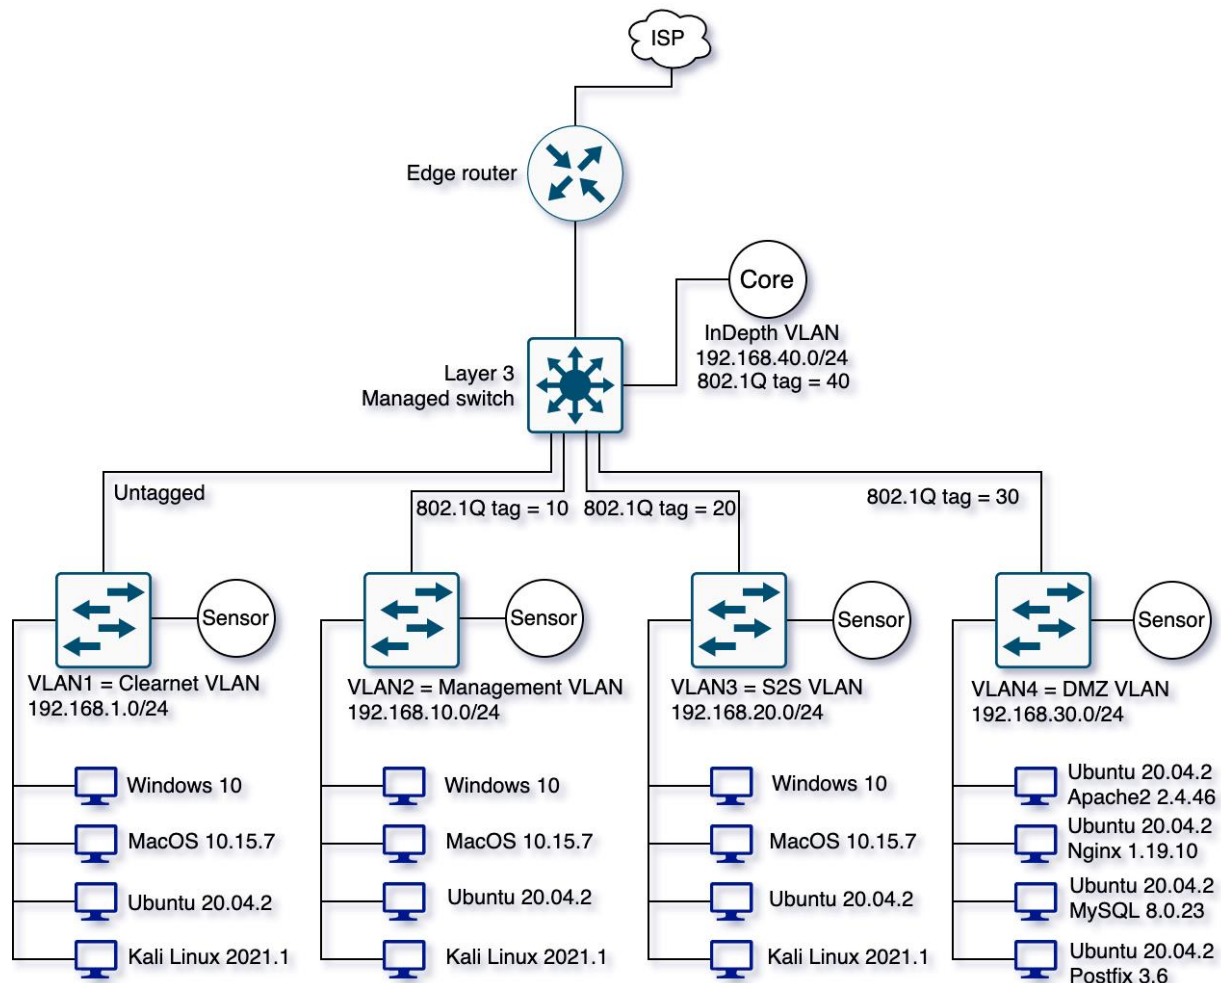 ISP
Edge router
Core
InDepth VLAN
192.168.40.0/24
802.1Q tag = 40
Layer 3
Managed switch
Untagged
802.1Q tag = 10
802.1Q tag = 20
802.1Q tag = 30
Sensor
Sensor
Sensor
Sensor
VLAN1 = Clearnet VLAN
192.168.1.0/24
VLAN2 = Management VLAN
192.168.10.0/24
VLAN3 = S2S VLAN
192.168.20.0/24
VLAN4 = DMZ VLAN
192.168.30.0/24
Windows 10
MacOS 10.15.7
Ubuntu 20.04.2
Kali Linux 2021.1
Windows 10
MacOS 10.15.7
Ubuntu 20.04.2
Kali Linux 2021.1
Windows 10
MacOS 10.15.7
Ubuntu 20.04.2
Kali Linux 2021.1
Ubuntu 20.04.2
Apache2 2.4.46
Ubuntu 20.04.2
Nginx 1.19.10
Ubuntu 20.04.2
MySQL 8.0.23
Ubuntu 20.04.2
Postfix 3.6